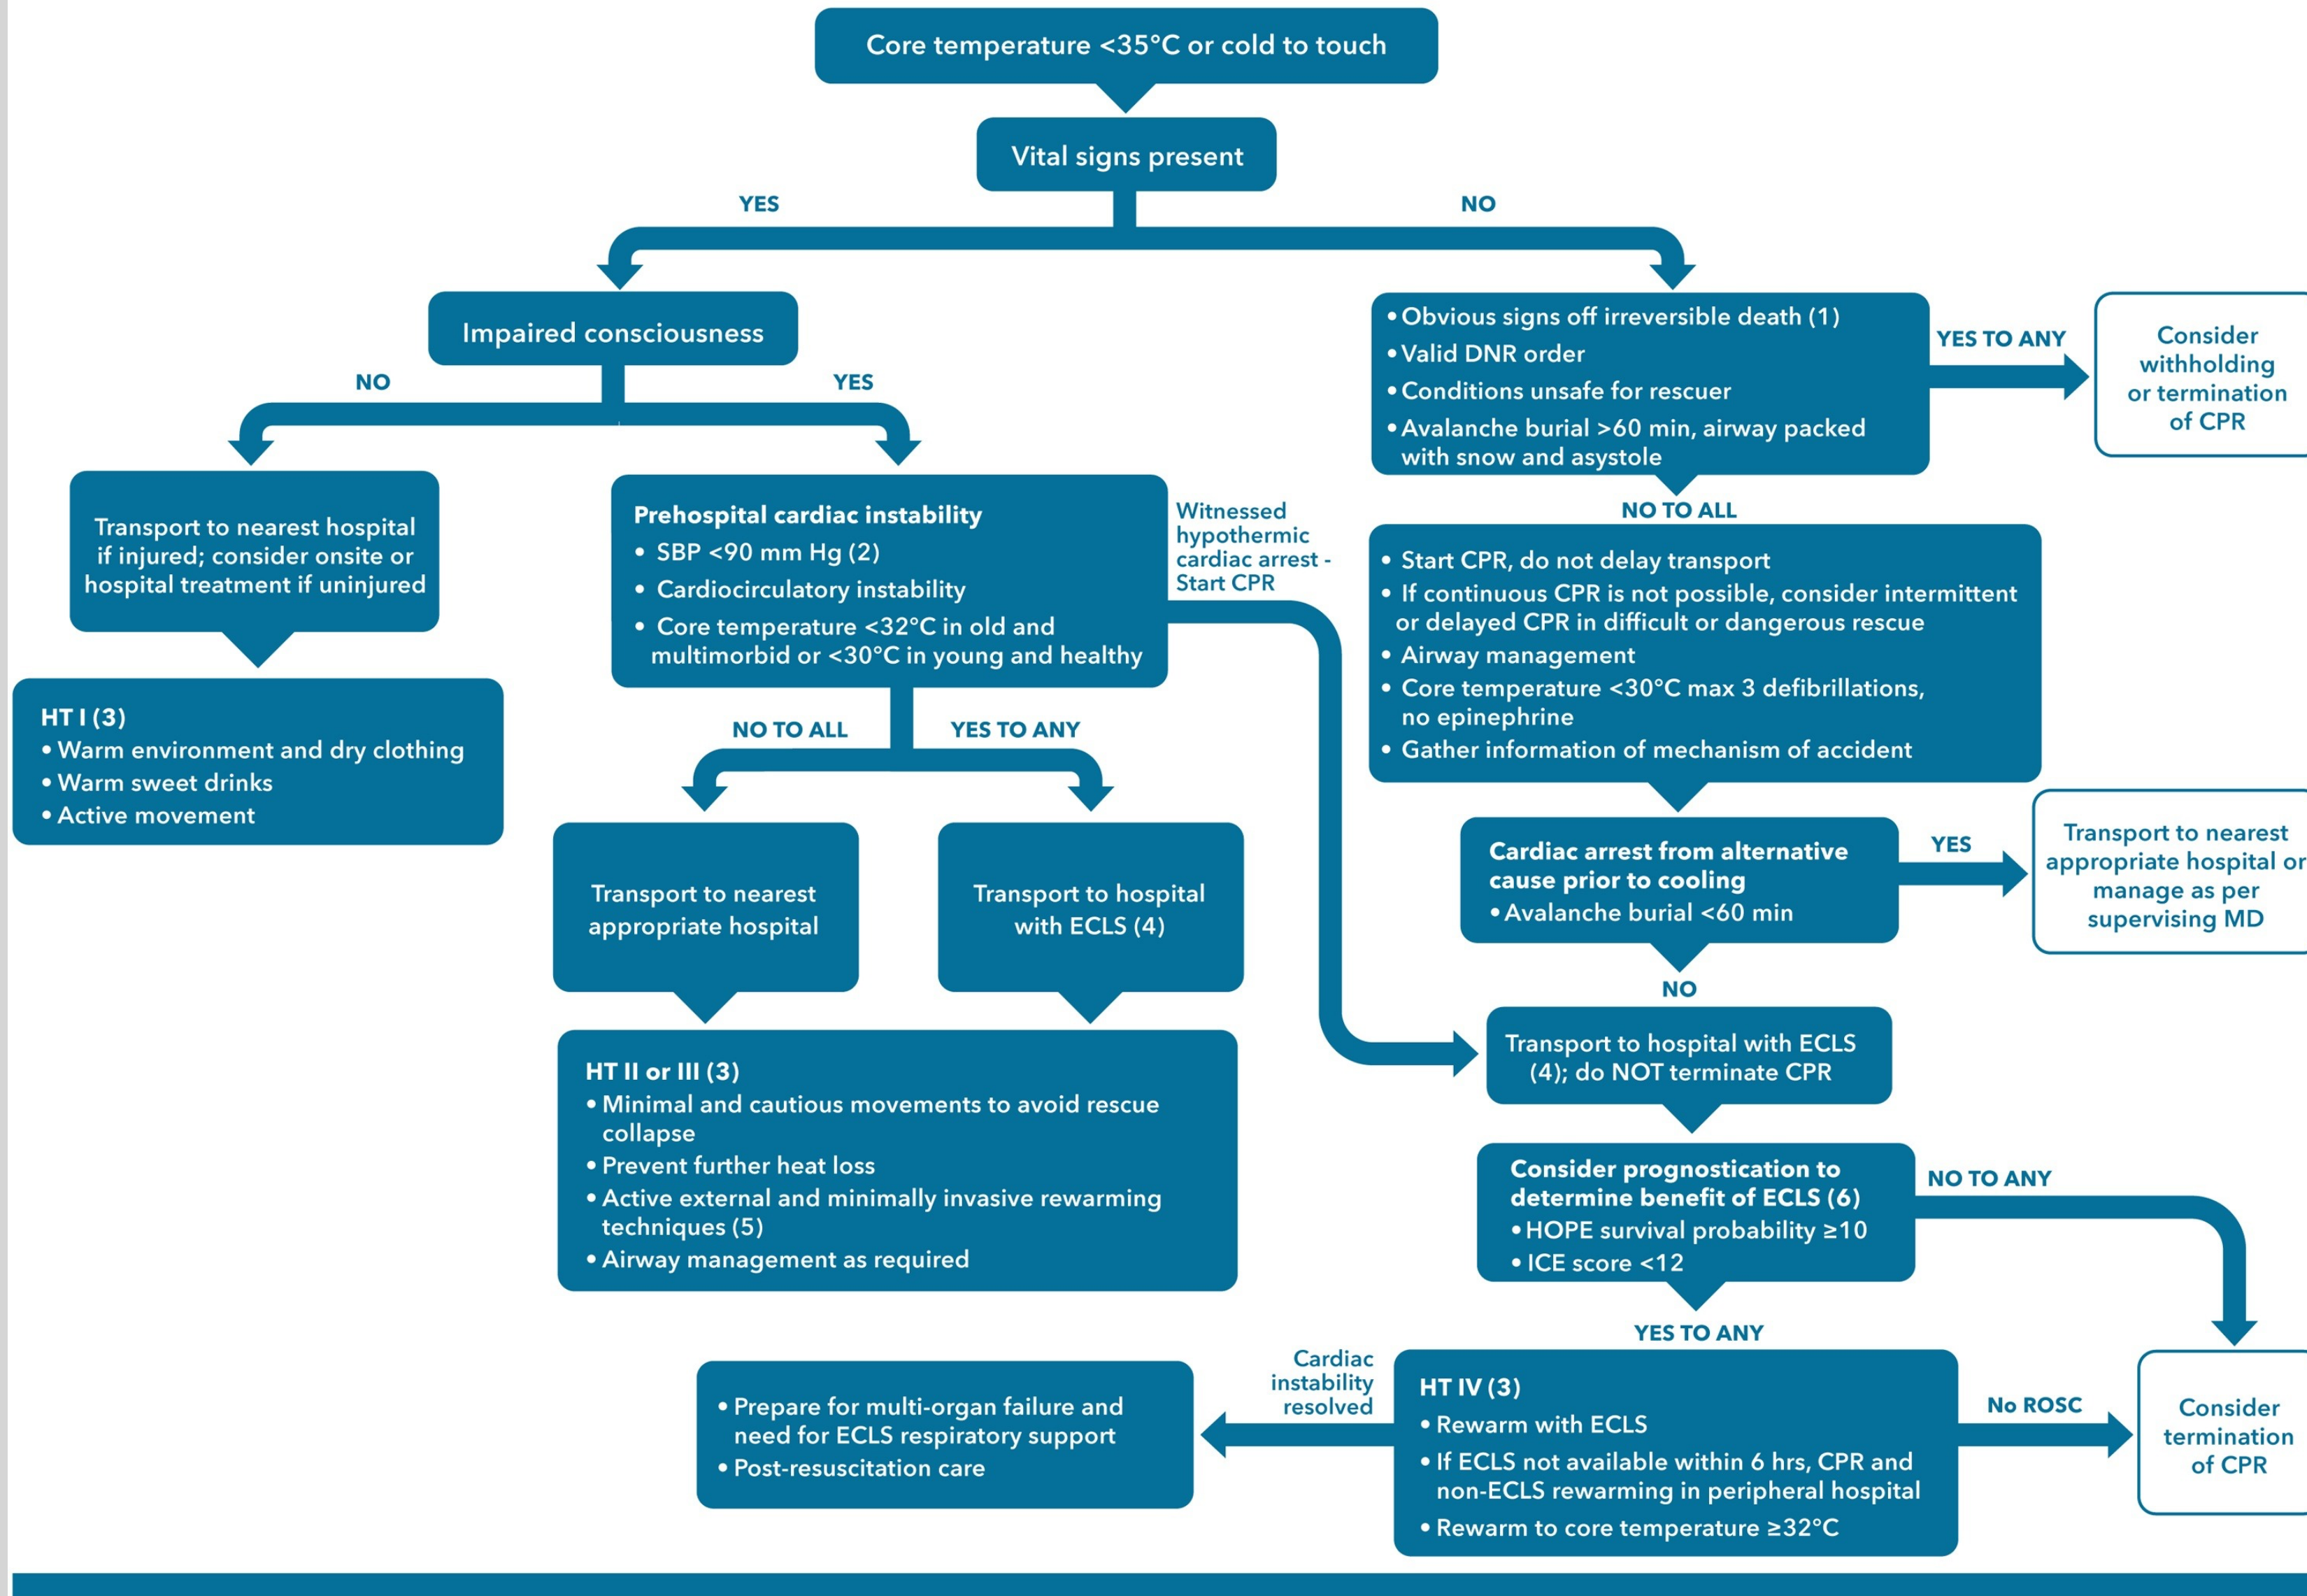 Core temperature <35°C or cold to touch
Vital signs present
YES
NO
Impaired consciousness
NO
YES
• Obvious signs off irreversible death (1)
• Valid DNR order
• Conditions unsafe for rescuer
• Avalanche burial >60 min, airway packed
with snow and asystole
YES TO ANY
Consider
withholding
or termination
of CPR
Transport to nearest hospital
if injured; consider onsite or
hospital treatment if uninjured
Prehospital cardiac instability
• SBP <90 mm Hg (2)
• Cardiocirculatory instability
• Core temperature <32°C in old and
multimorbid or <30°C in young and healthy
Witnessed
hypothermic
cardiac arrest -
Start CPR
NO TO ALL
• Start CPR, do not delay transport
• If continuous CPR is not possible, consider intermittent
or delayed CPR in difficult or dangerous rescue
• Airway management
• Core temperature <30°C max 3 defibrillations,
no epinephrine
• Gather information of mechanism of accident
HT I (3)
• Warm environment and dry clothing
• Warm sweet drinks
• Active movement
NO TO ALL
YES TO ANY
Transport to nearest
appropriate hospital
Transport to hospital
with ECLS (4)
Cardiac arrest from alternative
cause prior to cooling
• Avalanche burial <60 min
YES
Transport to nearest
appropriate hospital or
manage as per
supervising MD
NO
Transport to hospital with ECLS
(4); do NOT terminate CPR
HT II or III (3)
• Minimal and cautious movements to avoid rescue
collapse
• Prevent further heat loss
• Active external and minimally invasive rewarming
techniques (5)
• Airway management as required
Consider prognostication to
determine benefit of ECLS (6)
• HOPE survival probability ≥10
• ICE score <12
NO TO ANY
YES TO ANY
Cardiac
instability
resolved
• Prepare for multi-organ failure and
need for ECLS respiratory support
• Post-resuscitation care
HT IV (3)
• Rewarm with ECLS
• If ECLS not available within 6 hrs, CPR and
non-ECLS rewarming in peripheral hospital
• Rewarm to core temperature ≥32°C
No ROSC
Consider
termination
of CPR